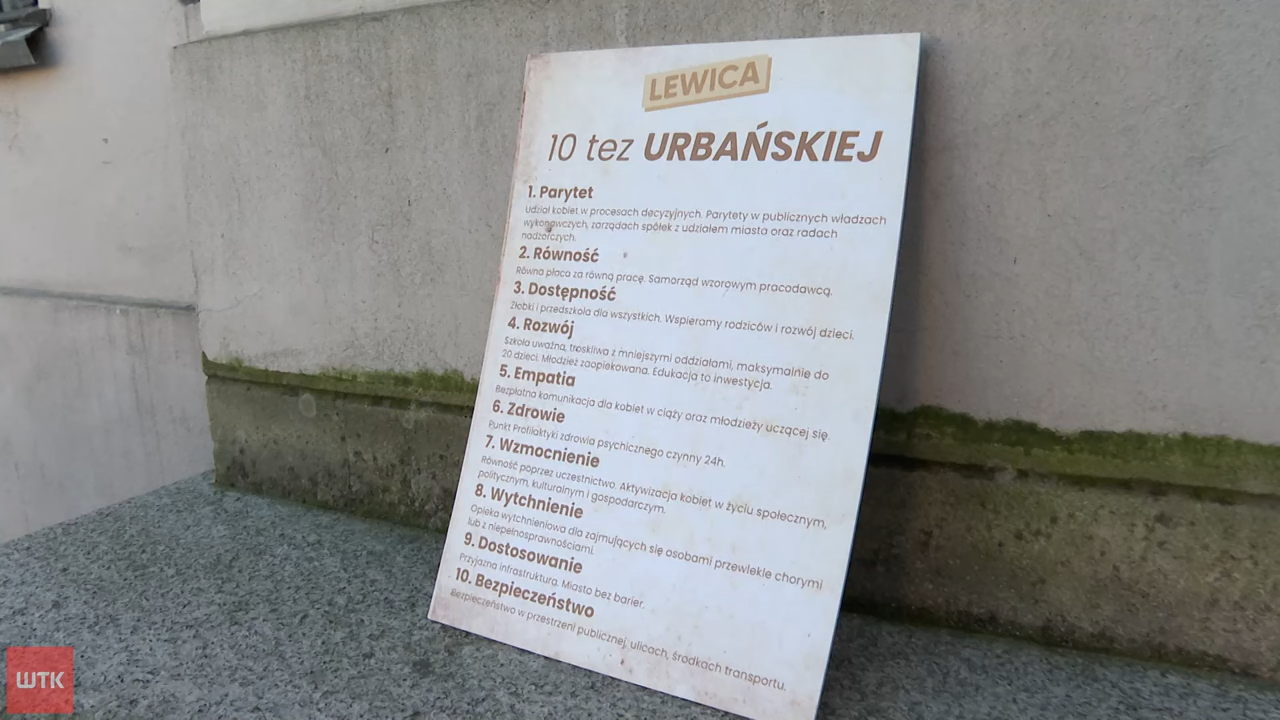 LEWICA
10 tez URBAŃSKIEJ
1. Parytet
Udział kobiet w procesach decyzyjnych. Parytety w publicznych władzach
wykonawczych, zarządach spółek z udziałem miasta oraz radach
nadzorczych.
2. Równość
Równa płaca za równą pracę. Samorząd wzorowym pracodawcą.
3. Dostępność
Żłobki i przedszkola dla wszystkich. Wspieramy rodziców i rozwój dzieci.
4. Rozwój
Szkoła uważna, troskliwa z mniejszymi oddziałami, maksymalnie do
20 dzieci. Młodzież zaopiekowana. Edukacja to inwestycja.
5. Empatia
Bezpłatna komunikacja dla kobiet w ciąży oraz młodzieży uczącej się.
6. Zdrowie
Punkt Profilaktyki zdrowia psychicznego czynny 24h.
7. Wzmocnienie
Równość poprzez uczestnictwo. Aktywizacja kobiet w życiu społecznym,
politycznym, kulturalnym i gospodarczym.
8. Wytchnienie
Opieka wytchnieniowa dla zajmujących się osobami przewlekle chorymi
lub z niepełnosprawnościami.
9. Dostosowanie
Przyjazna infrastruktura. Miasto bez barier.
10. Bezpieczeństwo
Bezpieczeństwo w przestrzeni publicznej, ulicach, środkach transportu.
WTK